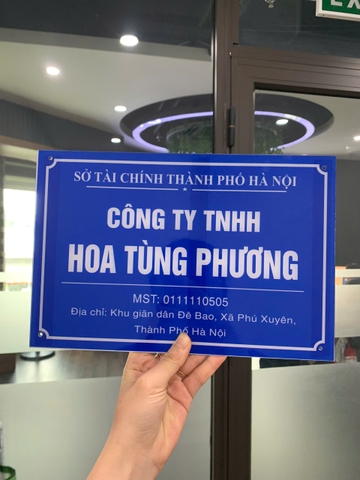 EX
SỞ TÀI CHÍNH THÀNH PHỐ HÀ NỘI
CÔNG TY TNHH
HOA TÙNG PHƯƠNG
MST: 0111110505
Địa chỉ: Khu giãn dân Đê Bao, Xã Phú Xuyên,
Thành Phố Hà Nội